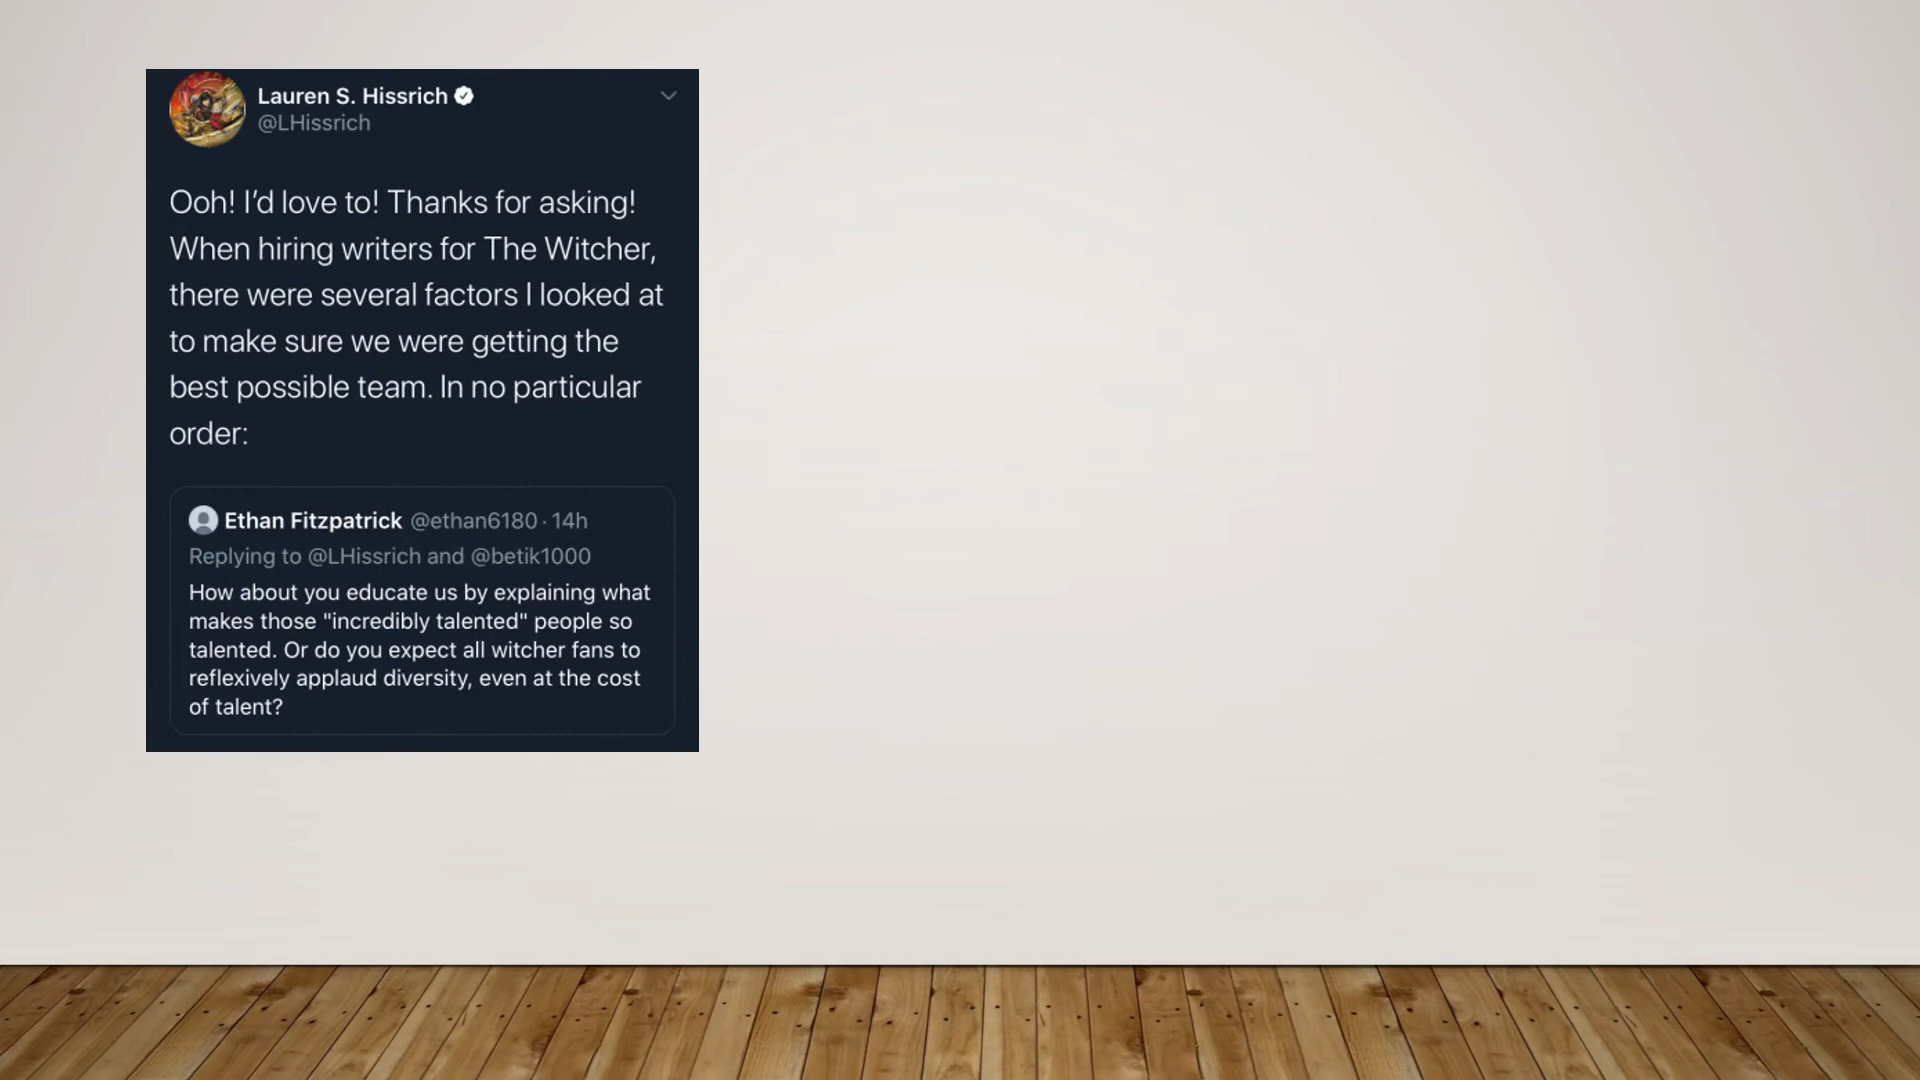 Lauren S. Hissrich
@LHissrich
Ooh! I'd love to! Thanks for asking!
When hiring writers for The Witcher,
there were several factors I looked at
to make sure we were getting the
best possible team. In no particular
order:
Ethan Fitzpatrick @ethan6180 · 14h
Replying to @LHissrich and @betik1000
How about you educate us by explaining what
makes those "incredibly talented" people so
talented. Or do you expect all witcher fans to
reflexively applaud diversity, even at the cost
of talent?